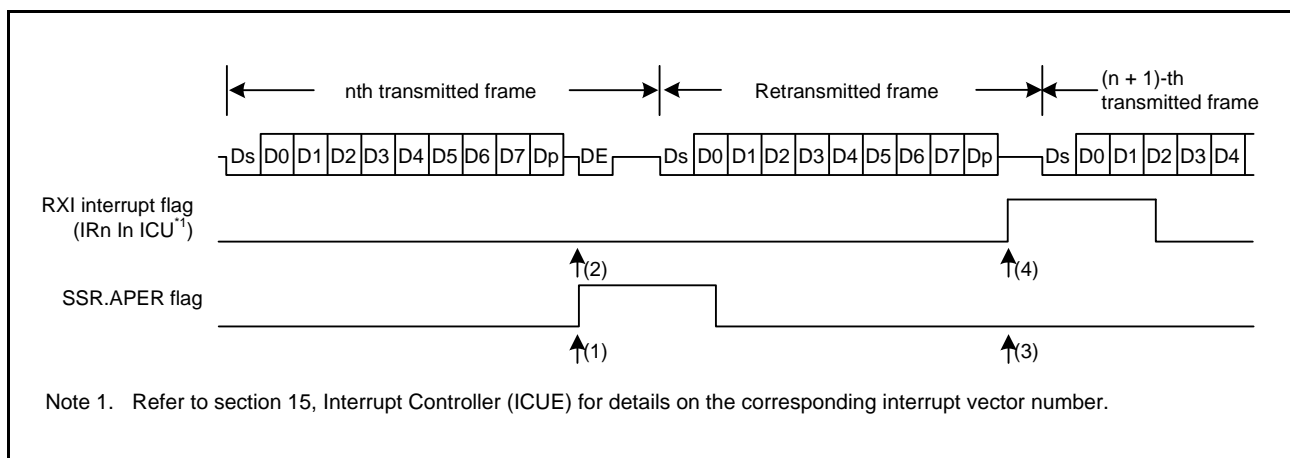 nth transmitted frame
Retransmitted frame
(n + 1)-th
transmitted frame
Ds D0 D1 D2 D3 D4 D5 D6 D7 Dp DE Ds D0 D1 D2 D3 D4 D5 D6 D7 Dp Ds D0 D1 D2 D3 D4
RXI interrupt flag
(IRn In ICU*1)
(2) (4)
SSR.APER flag
(1) (3)
Note 1. Refer to section 15, Interrupt Controller (ICUE) for details on the corresponding interrupt vector number.